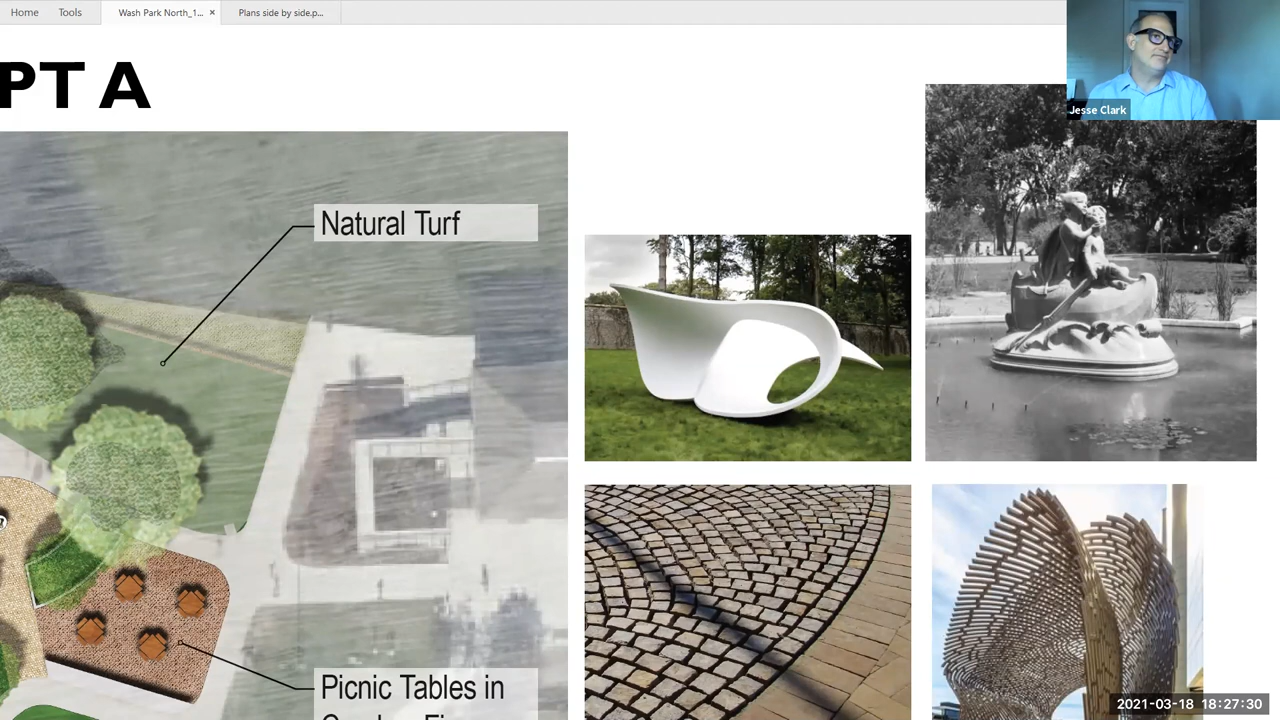 Home
Tools
Wash Park North_1...
×
Plans side by side.p...
PT A
Jesse Clark
Natural Turf
Picnic Tables in
2021-03-18 18:27:30